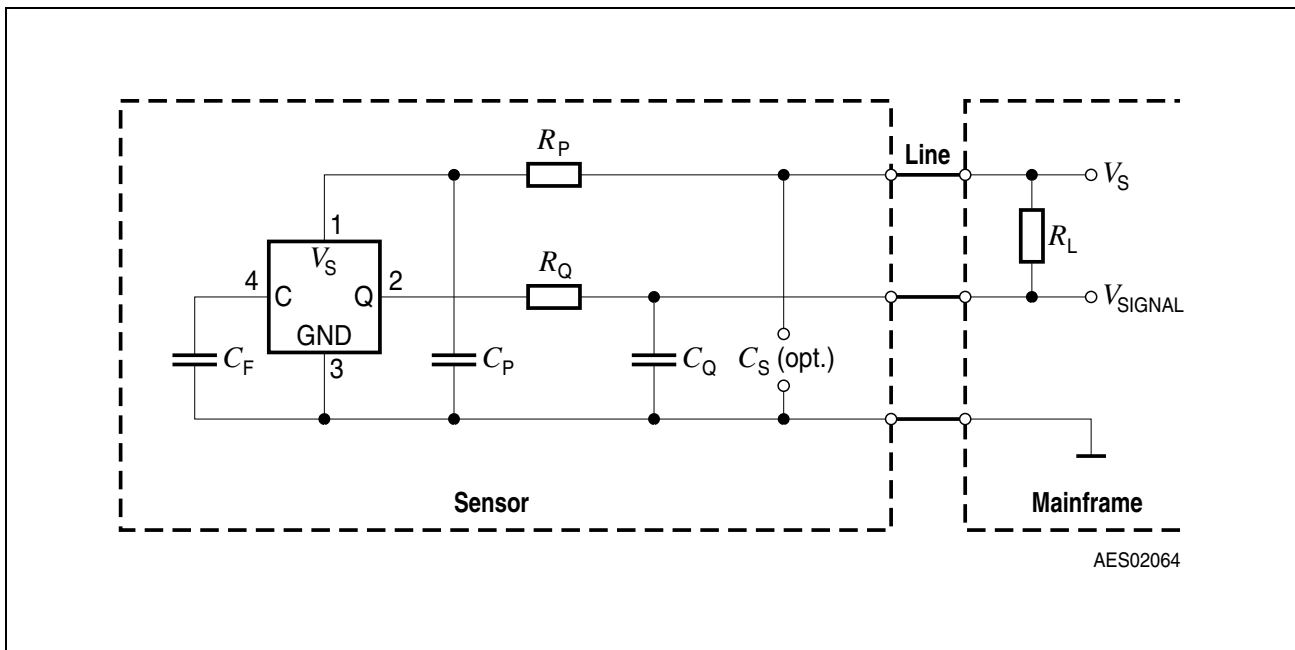 R_P
Line
V_S
1
V_S
R_L
R_Q
4
C
Q
2
V_SIGNAL
GND
C_F
3
C_P
C_Q
C_S (opt.)
Sensor
Mainframe
AES02064